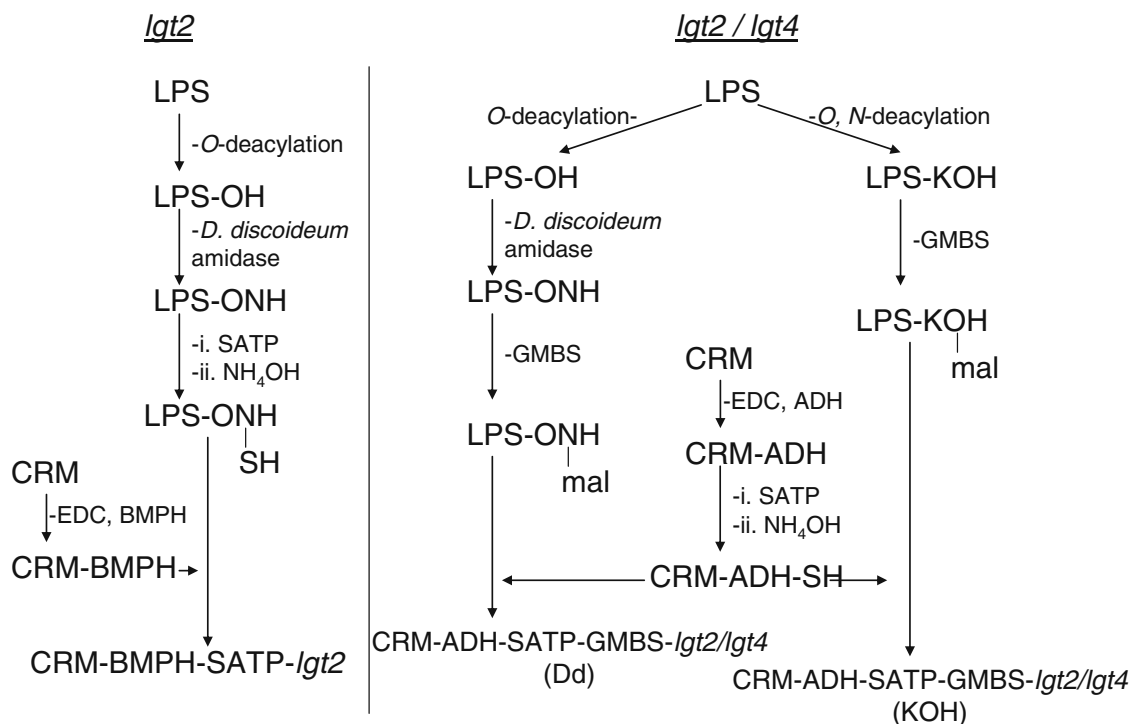 lgt2
LPS
-O-deacylation
LPS-OH
-D. discoideum
amidase
LPS-ONH
-i. SATP
-ii. NH₄OH
LPS-ONH
SH
CRM
-EDC, BMPH
CRM-BMPH
CRM-BMPH-SATP-lgt2
lgt2 / lgt4
LPS
O-deacylation-
-O, N-deacylation
LPS-OH
LPS-KOH
-D. discoideum
amidase
-GMBS
LPS-ONH
LPS-KOH
mal
-GMBS
CRM
-EDC, ADH
LPS-ONH
mal
CRM-ADH
-i. SATP
-ii. NH₄OH
CRM-ADH-SH
CRM-ADH-SATP-GMBS-lgt2/lgt4
(Dd)
CRM-ADH-SATP-GMBS-lgt2/lgt4
(KOH)